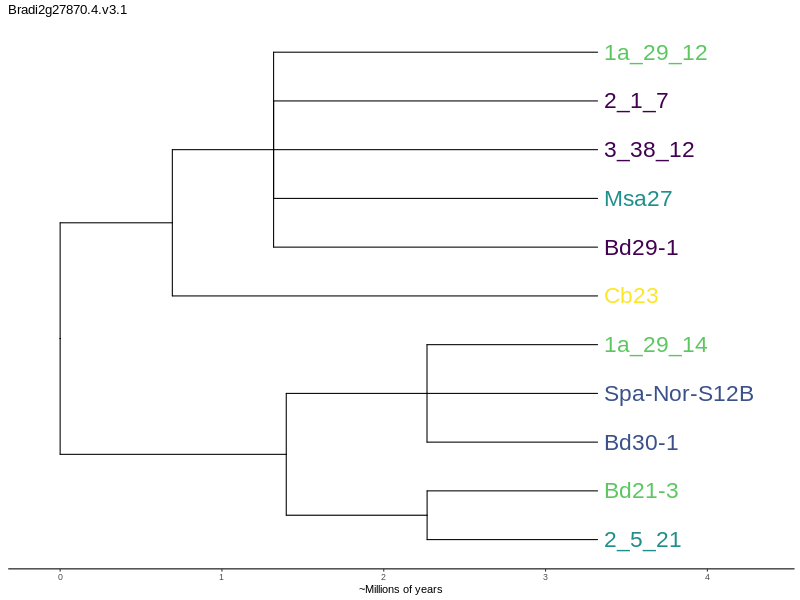 Bradi2g27870.4.v3.1
1a_29_12
2_1_7
3_38_12
Msa27
Bd29-1
Cb23
1a_29_14
Spa-Nor-S12B
Bd30-1
Bd21-3
2_5_21
0 1 2 3 4
~Millions of years